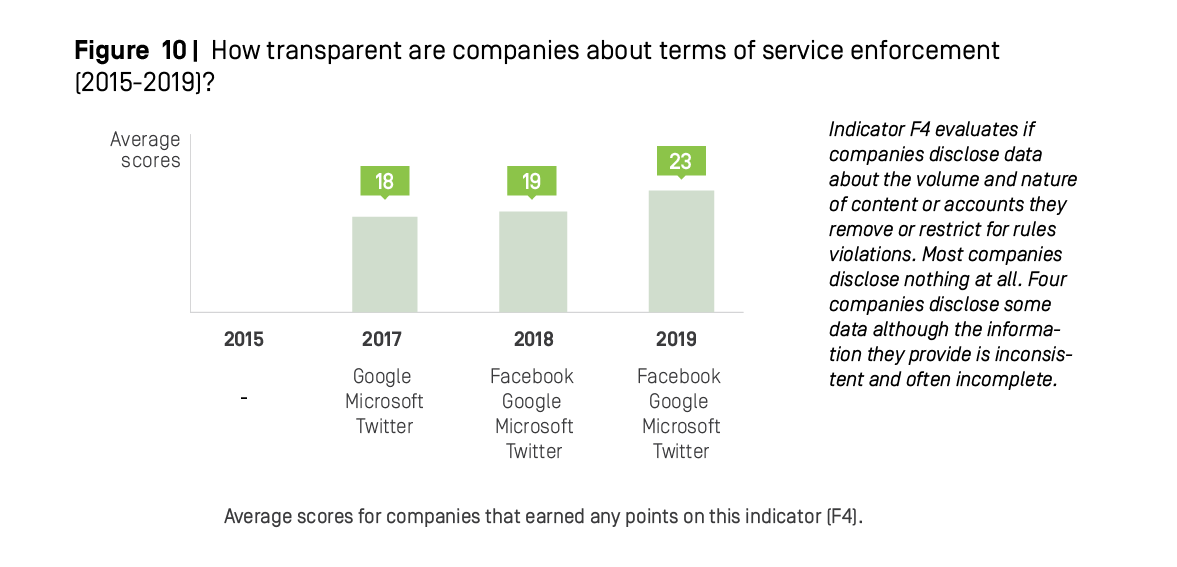 Figure 10 | How transparent are companies about terms of service enforcement
(2015-2019)?
Average
scores
18
19
23
2015
2017
2018
2019
-
Google
Microsoft
Twitter
Facebook
Google
Microsoft
Twitter
Facebook
Google
Microsoft
Twitter
Indicator F4 evaluates if
companies disclose data
about the volume and nature
of content or accounts they
remove or restrict for rules
violations. Most companies
disclose nothing at all. Four
companies disclose some
data although the informa-
tion they provide is inconsis-
tent and often incomplete.
Average scores for companies that earned any points on this indicator (F4).